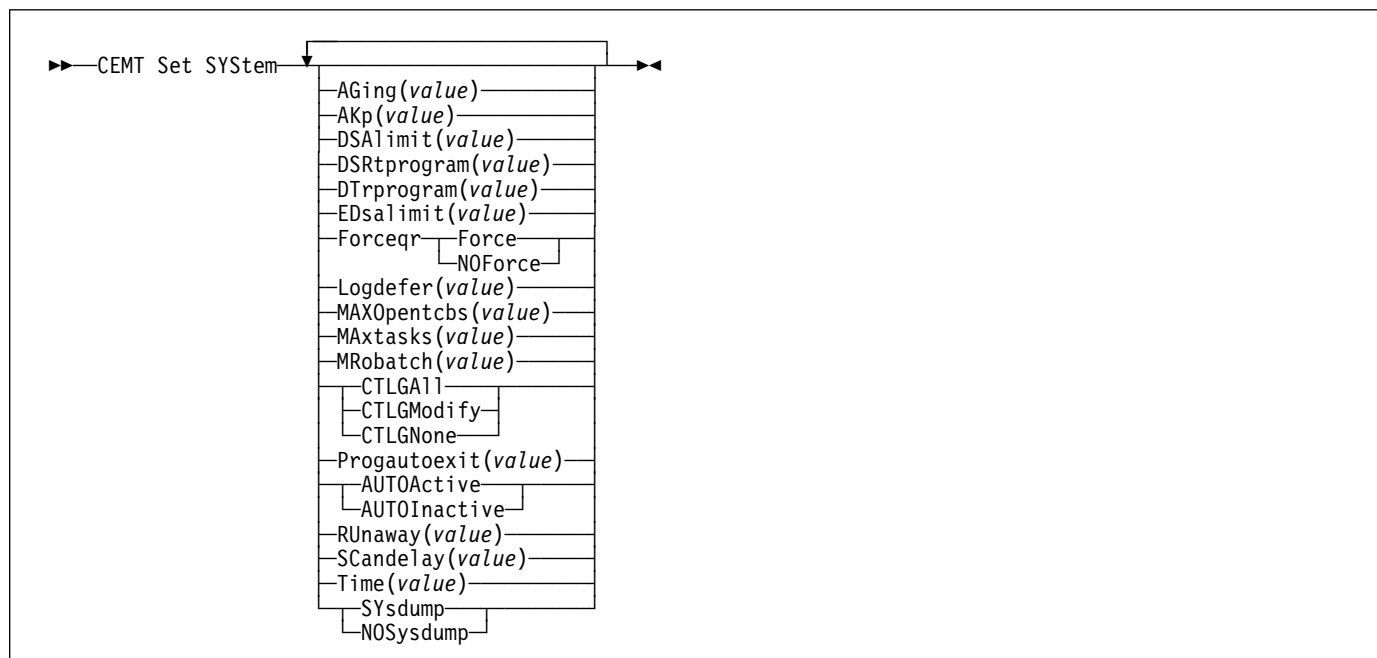 CEMT Set SYStem
AGing(value)
AKp(value)
DSAlimit(value)
DSRtprogram(value)
DTrprogram(value)
EDsalimit(value)
Forceqr Force
NOForce
Logdefer(value)
MAXOpentcbs(value)
MAxtasks(value)
MRobatch(value)
CTLGAll
CTLGModify
CTLGNone
Progautoexit(value)
AUTOActive
AUTOInactive
RUnaway(value)
SCandelay(value)
Time(value)
SYsdump
NOSysdump